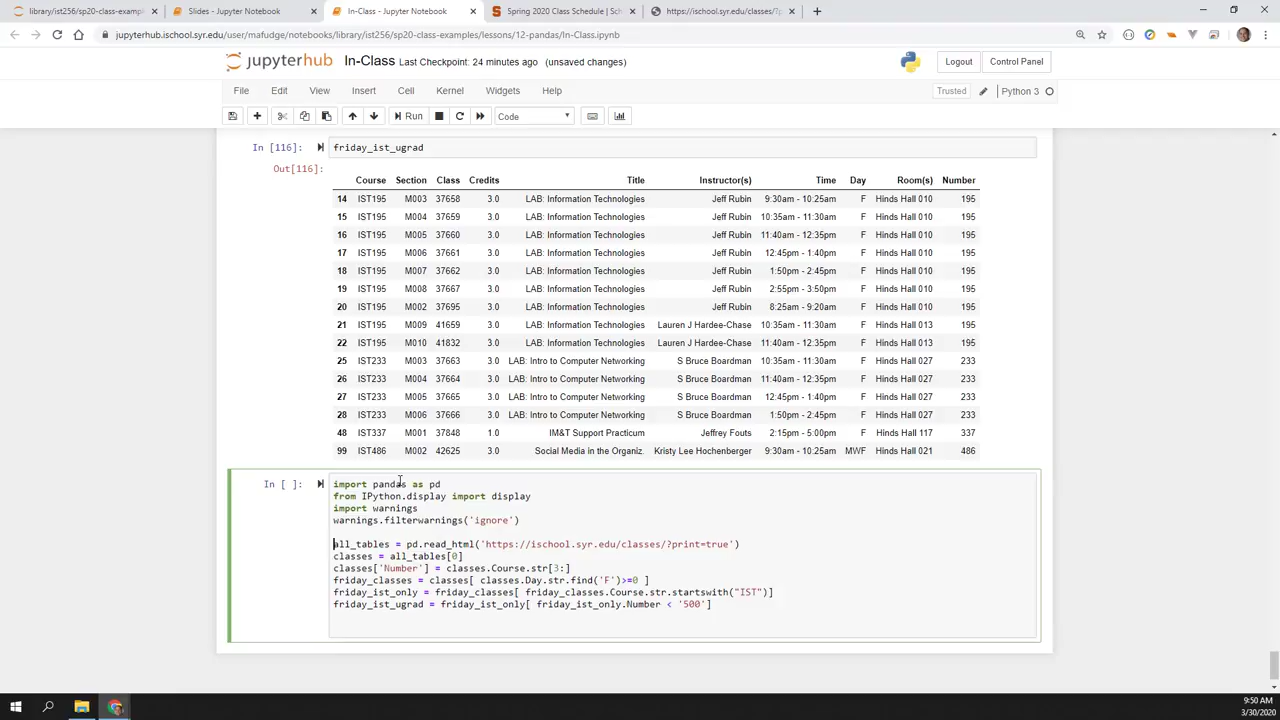 library/ist256/sp20-class-exampl
Slides - Jupyter Notebook
In-Class - Jupyter Notebook
Spring 2020 Class Schedule | Sch
https://ischool.syr.edu/classes/?p
jupyterhub.ischool.syr.edu/user/mafudge/notebooks/library/ist256/sp20-class-examples/lessons/12-pandas/In-Class.ipynb
jupyterhub In-Class Last Checkpoint: 24 minutes ago (unsaved changes) Logout Control Panel
File Edit View Insert Cell Kernel Widgets Help Trusted Python 3
Run Code
In [116]: friday_ist_ugrad
Out[116]:
Course Section Class Credits Title Instructor(s) Time Day Room(s) Number
14 IST195 M003 37658 3.0 LAB: Information Technologies Jeff Rubin 9:30am - 10:25am F Hinds Hall 010 195
15 IST195 M004 37659 3.0 LAB: Information Technologies Jeff Rubin 10:35am - 11:30am F Hinds Hall 010 195
16 IST195 M005 37660 3.0 LAB: Information Technologies Jeff Rubin 11:40am - 12:35pm F Hinds Hall 010 195
17 IST195 M006 37661 3.0 LAB: Information Technologies Jeff Rubin 12:45pm - 1:40pm F Hinds Hall 010 195
18 IST195 M007 37662 3.0 LAB: Information Technologies Jeff Rubin 1:50pm - 2:45pm F Hinds Hall 010 195
19 IST195 M008 37667 3.0 LAB: Information Technologies Jeff Rubin 2:55pm - 3:50pm F Hinds Hall 010 195
20 IST195 M002 37695 3.0 LAB: Information Technologies Jeff Rubin 8:25am - 9:20am F Hinds Hall 010 195
21 IST195 M009 41659 3.0 LAB: Information Technologies Lauren J Hardee-Chase 10:35am - 11:30am F Hinds Hall 013 195
22 IST195 M010 41832 3.0 LAB: Information Technologies Lauren J Hardee-Chase 11:40am - 12:35pm F Hinds Hall 013 195
25 IST233 M003 37663 3.0 LAB: Intro to Computer Networking S Bruce Boardman 10:35am - 11:30am F Hinds Hall 027 233
26 IST233 M004 37664 3.0 LAB: Intro to Computer Networking S Bruce Boardman 11:40am - 12:35pm F Hinds Hall 027 233
27 IST233 M005 37665 3.0 LAB: Intro to Computer Networking S Bruce Boardman 12:45pm - 1:40pm F Hinds Hall 027 233
28 IST233 M006 37666 3.0 LAB: Intro to Computer Networking S Bruce Boardman 1:50pm - 2:45pm F Hinds Hall 027 233
48 IST337 M001 37848 1.0 IM&T Support Practicum Jeffrey Fouts 2:15pm - 5:00pm F Hinds Hall 117 337
99 IST486 M002 42625 3.0 Social Media in the Organiz. Kristy Lee Hochenberger 9:30am - 10:25am MWF Hinds Hall 021 486
In [ ]: import pandas as pd
from IPython.display import display
import warnings
warnings.filterwarnings('ignore')
all_tables = pd.read_html('https://ischool.syr.edu/classes/?print=true')
classes = all_tables[0]
classes['Number'] = classes.Course.str[3:]
friday_classes = classes[ classes.Day.str.find('F')>=0 ]
friday_ist_only = friday_classes[ friday_classes.Course.str.startswith("IST")]
friday_ist_ugrad = friday_ist_only[ friday_ist_only.Number < '500']
9:50 AM
3/30/2020